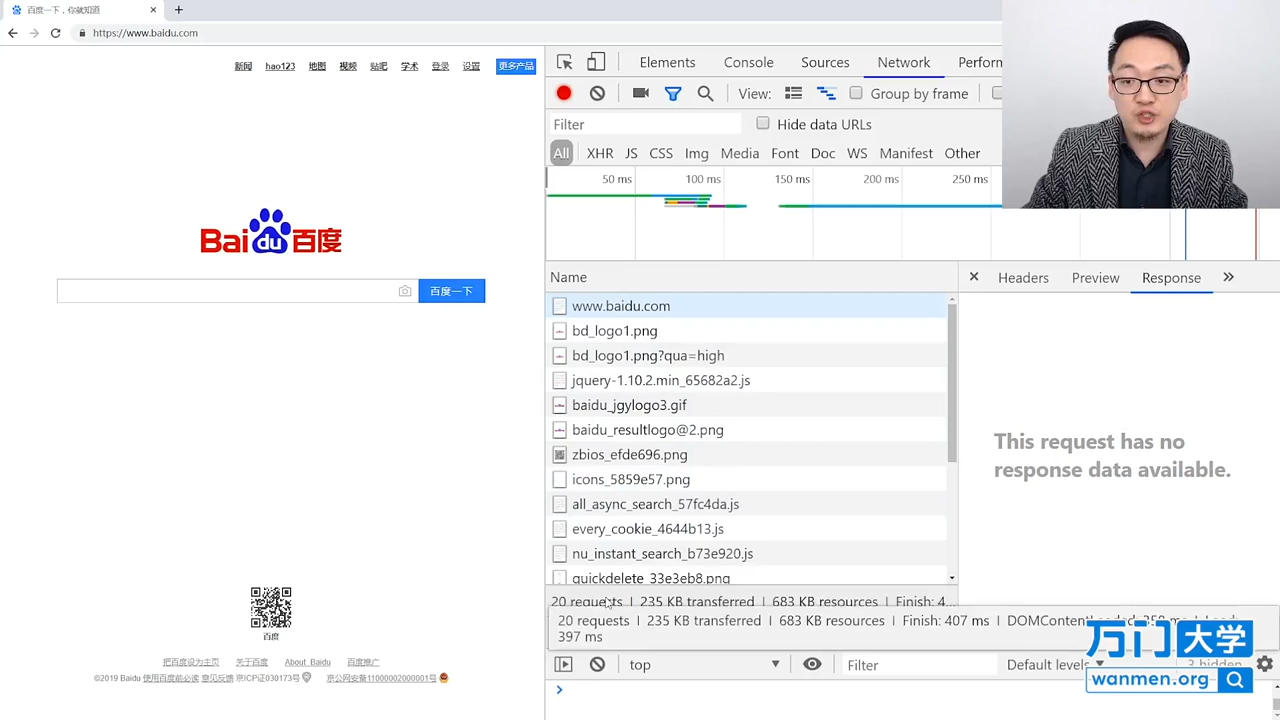 百度一下，你就知道
https://www.baidu.com
新闻 hao123 地图 视频 贴吧 学术 登录 设置 更多产品
Bai du 百度
百度一下
百度
把百度设为主页 关于百度 About Baidu 百度推广
©2019 Baidu 使用百度前必读 意见反馈 京ICP证030173号 京公网安备11000002000001号
Elements Console Sources Network Perform
View: Group by frame
Filter Hide data URLs
All XHR JS CSS Img Media Font Doc WS Manifest Other
50 ms 100 ms 150 ms 200 ms 250 ms
Name
www.baidu.com
bd_logo1.png
bd_logo1.png?qua=high
jquery-1.10.2.min_65682a2.js
baidu_jgylogo3.gif
baidu_resultlogo@2.png
zbios_efde696.png
icons_5859e57.png
all_async_search_57fc4da.js
every_cookie_4644b13.js
nu_instant_search_b73e920.js
quickdelete_33e3eb8.png
Headers Preview Response
This request has no
response data available.
20 requests | 235 KB transferred | 683 KB resources | Finish: 4...
20 requests | 235 KB transferred | 683 KB resources | Finish: 407 ms | DOMContentLoaded: 358 ms | Load:
397 ms
top Filter Default levels 3 hidden
万门大学
wanmen.org